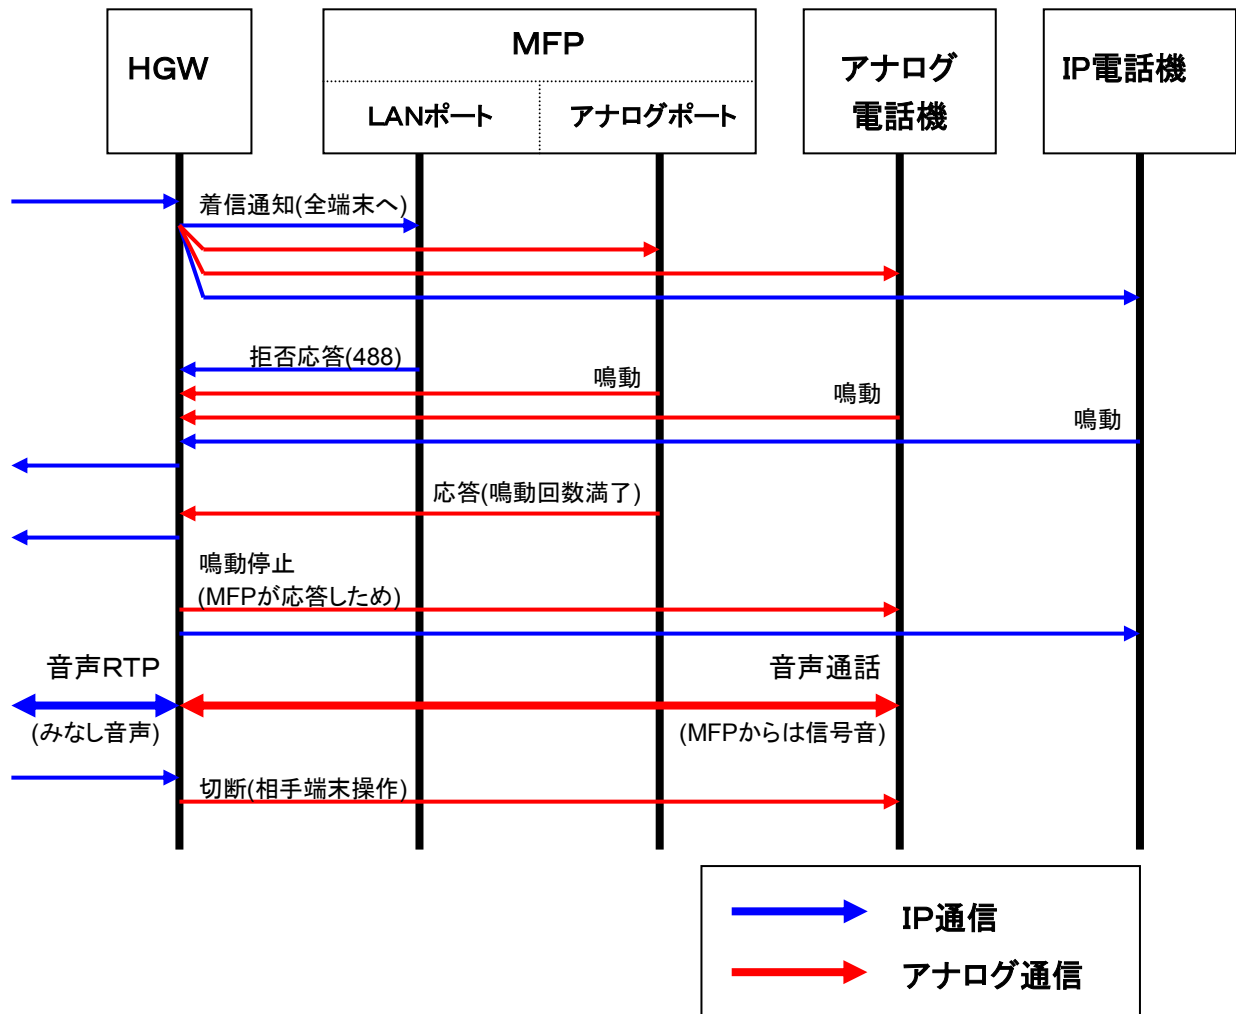 HGW
MFP
LANポート
アナログポート
アナログ
電話機
IP電話機
着信通知(全端末へ)
拒否応答(488)
鳴動
鳴動
鳴動
応答(鳴動回数満了)
鳴動停止
(MFPが応答しため)
音声RTP
音声通話
(みなし音声)
(MFPからは信号音)
切断(相手端末操作)
IP通信
アナログ通信